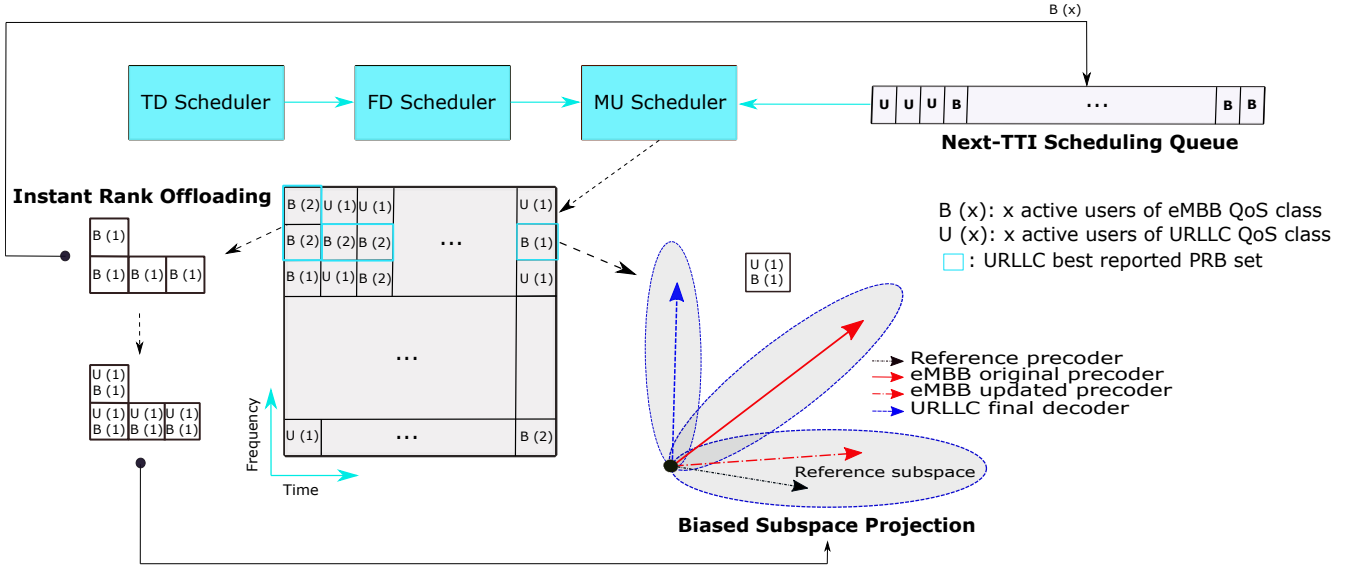 B (x)
TD Scheduler
FD Scheduler
MU Scheduler
U U U B ... B B
Next-TTI Scheduling Queue
Instant Rank Offloading
B (1)
B (1) B (1) B (1)
U (1)
B (1)
U (1) U (1) U (1)
B (1) B (1) B (1)
B (2) U (1) U (1) U (1)
B (2) B (2) B (2) ... B (1)
B (1) U (1) B (2) U (1)
...
U (1) ... B (2)
Frequency
Time
B (x): x active users of eMBB QoS class
U (x): x active users of URLLC QoS class
: URLLC best reported PRB set
U (1)
B (1)
Reference precoder
eMBB original precoder
eMBB updated precoder
URLLC final decoder
Reference subspace
Biased Subspace Projection